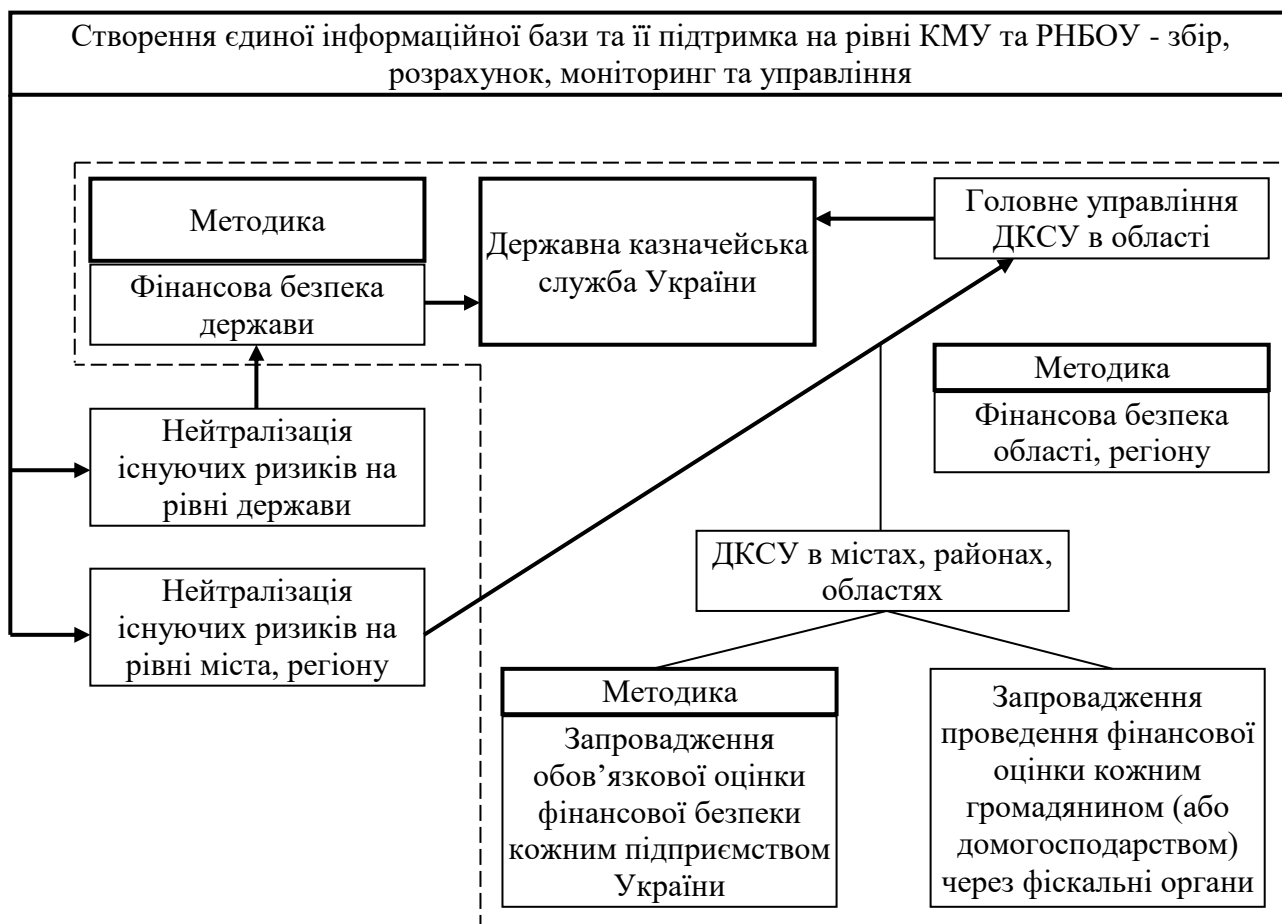 Створення єдиної інформаційної бази та її підтримка на рівні КМУ та РНБОУ - збір,
розрахунок, моніторинг та управління
Методика
Фінансова безпека
держави
Державна казначейська
служба України
Головне управління
ДКСУ в області
Методика
Фінансова безпека
області, регіону
Нейтралізація
існуючих ризиків на
рівні держави
ДКСУ в містах, районах,
областях
Нейтралізація
існуючих ризиків на
рівні міста, регіону
Методика
Запровадження
обов’язкової оцінки
фінансової безпеки
кожним підприємством
України
Запровадження
проведення фінансової
оцінки кожним
громадянином (або
домогосподарством)
через фіскальні органи